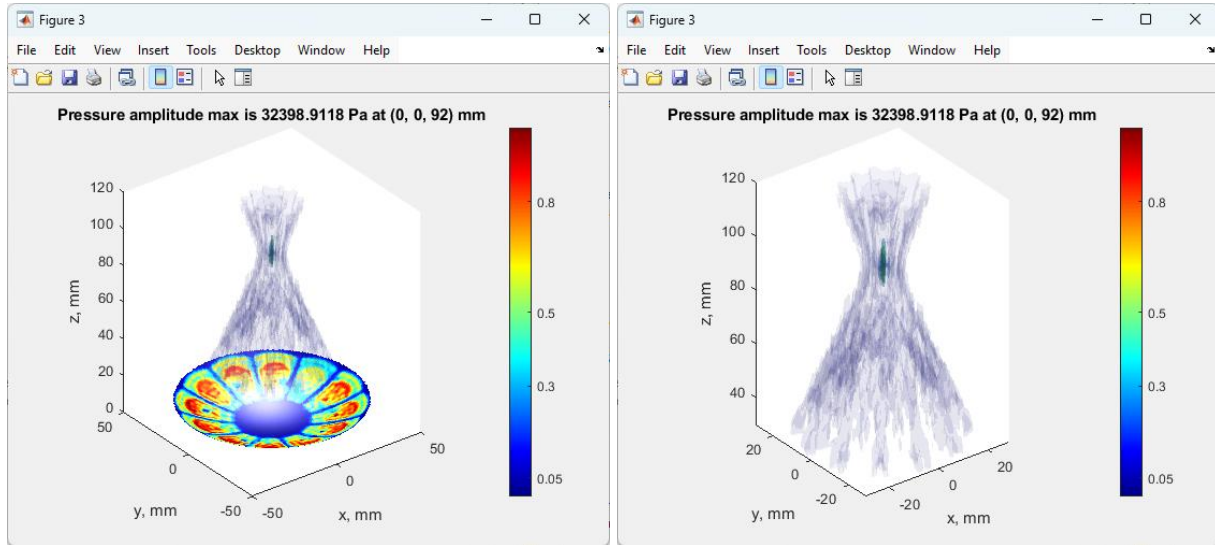 Figure 3
File Edit View Insert Tools Desktop Window Help
Pressure amplitude max is 32398.9118 Pa at (0, 0, 92) mm
120
100
80
60
40
20
0
z, mm
50
0
-50
y, mm
-50
0
50
x, mm
0.8
0.5
0.3
0.05
Figure 3
File Edit View Insert Tools Desktop Window Help
Pressure amplitude max is 32398.9118 Pa at (0, 0, 92) mm
120
100
80
60
40
z, mm
20
0
-20
y, mm
-20
0
20
x, mm
0.8
0.5
0.3
0.05